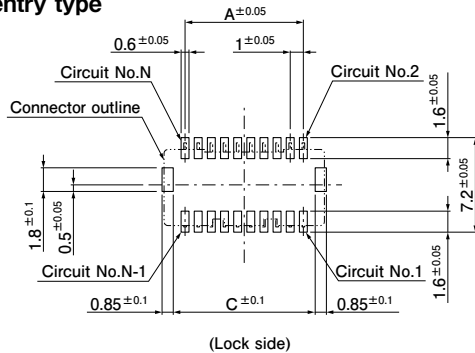 entry type
A±0.05
0.6±0.05
1±0.05
Circuit No.N
Circuit No.2
Connector outline
1.6±0.05
7.2±0.05
1.8±0.1
0.5±0.05
Circuit No.N-1
Circuit No.1
1.6±0.05
0.85±0.1
C±0.1
0.85±0.1
(Lock side)